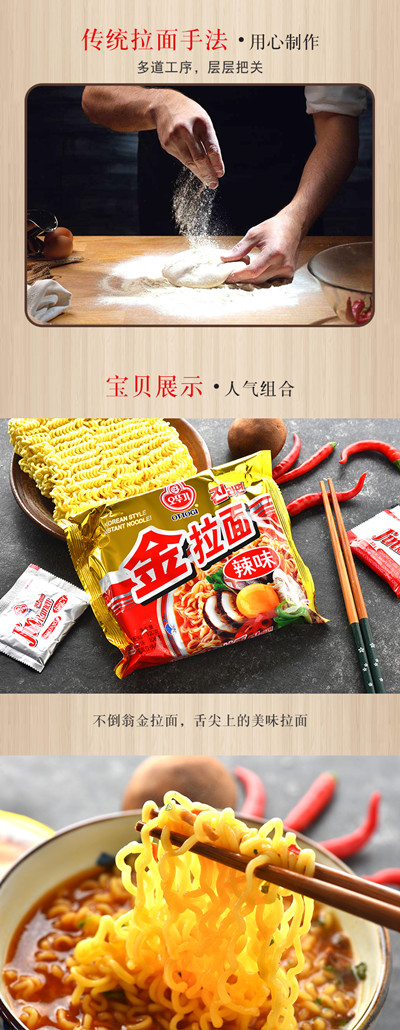 传统拉面手法·用心制作
多道工序，层层把关
宝贝展示·人气组合
오뚜기
OTTOGI
KOREAN STYLE
INSTANT NOODLE!
金拉面
辣味
不倒翁金拉面，舌尖上的美味拉面